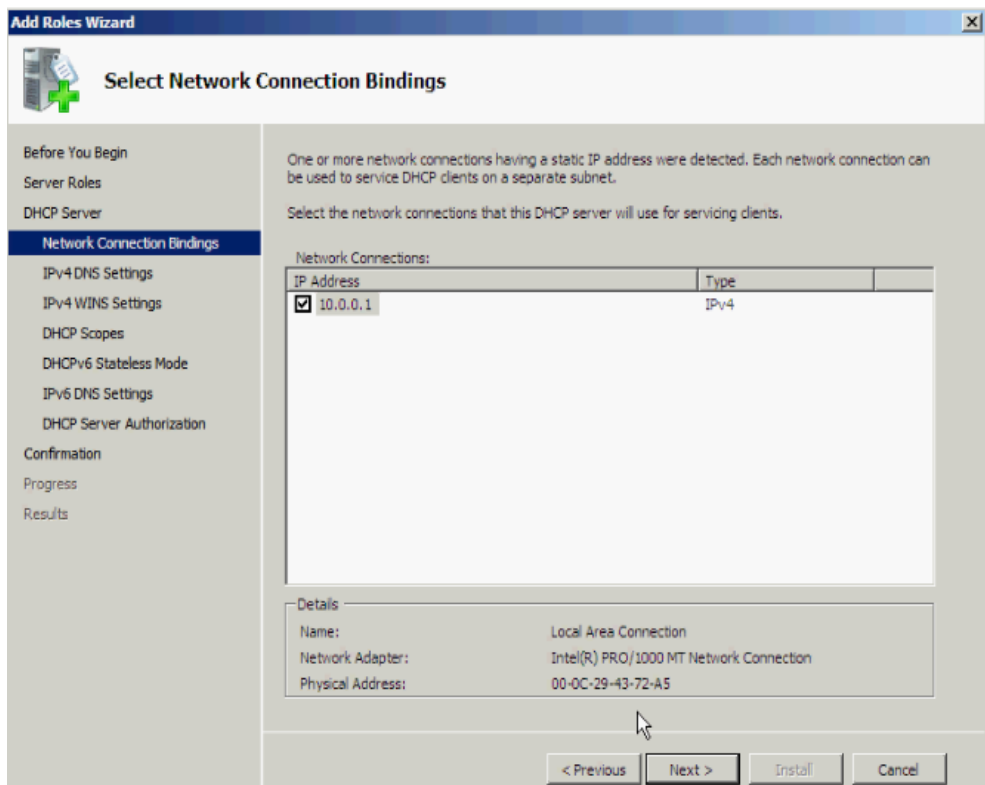 Add Roles Wizard
Select Network Connection Bindings
Before You Begin
Server Roles
DHCP Server
Network Connection Bindings
IPv4 DNS Settings
IPv4 WINS Settings
DHCP Scopes
DHCPv6 Stateless Mode
IPv6 DNS Settings
DHCP Server Authorization
Confirmation
Progress
Results
One or more network connections having a static IP address were detected. Each network connection can
be used to service DHCP clients on a separate subnet.
Select the network connections that this DHCP server will use for servicing clients.
Network Connections:
IP Address Type
10.0.0.1 IPv4
Details
Name: Local Area Connection
Network Adapter: Intel(R) PRO/1000 MT Network Connection
Physical Address: 00-0C-29-43-72-A5
< Previous Next > Install Cancel